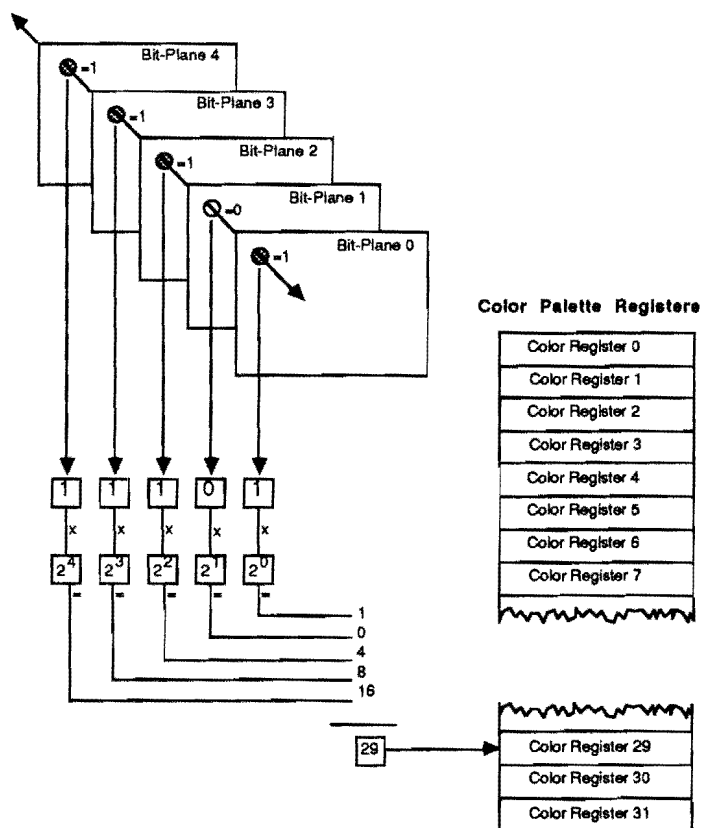 Bit-Plane 4
=1
Bit-Plane 3
=1
Bit-Plane 2
=1
Bit-Plane 1
=0
Bit-Plane 0
=1
Color Palette Registere
Color Register 0
Color Register 1
Color Register 2
Color Register 3
Color Register 4
Color Register 5
Color Register 6
Color Register 7
1 1 1 0 1
x x x x x
2^4 2^3 2^2 2^1 2^0
= = = = =
1
0
4
8
16
29
Color Register 29
Color Register 30
Color Register 31